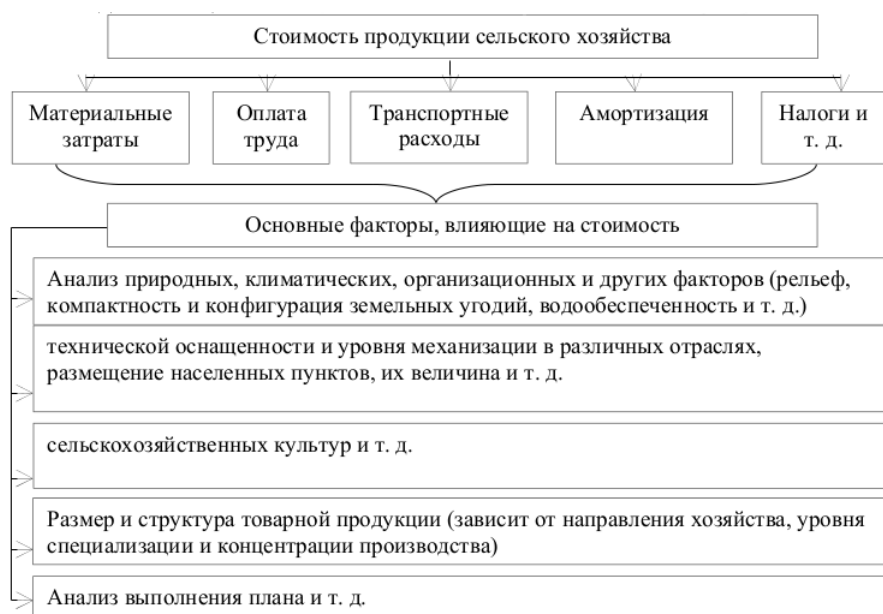 Стоимость продукции сельского хозяйства
Материальные
затраты
Оплата
труда
Транспортные
расходы
Амортизация
Налоги и
т. д.
Основные факторы, влияющие на стоимость
Анализ природных, климатических, организационных и других факторов (рельеф,
компактность и конфигурация земельных угодий, водообеспеченность и т. д.)
технической оснащенности и уровня механизации в различных отраслях,
размещение населенных пунктов, их величина и т. д.
сельскохозяйственных культур и т. д.
Размер и структура товарной продукции (зависит от направления хозяйства, уровня
специализации и концентрации производства)
Анализ выполнения плана и т. д.